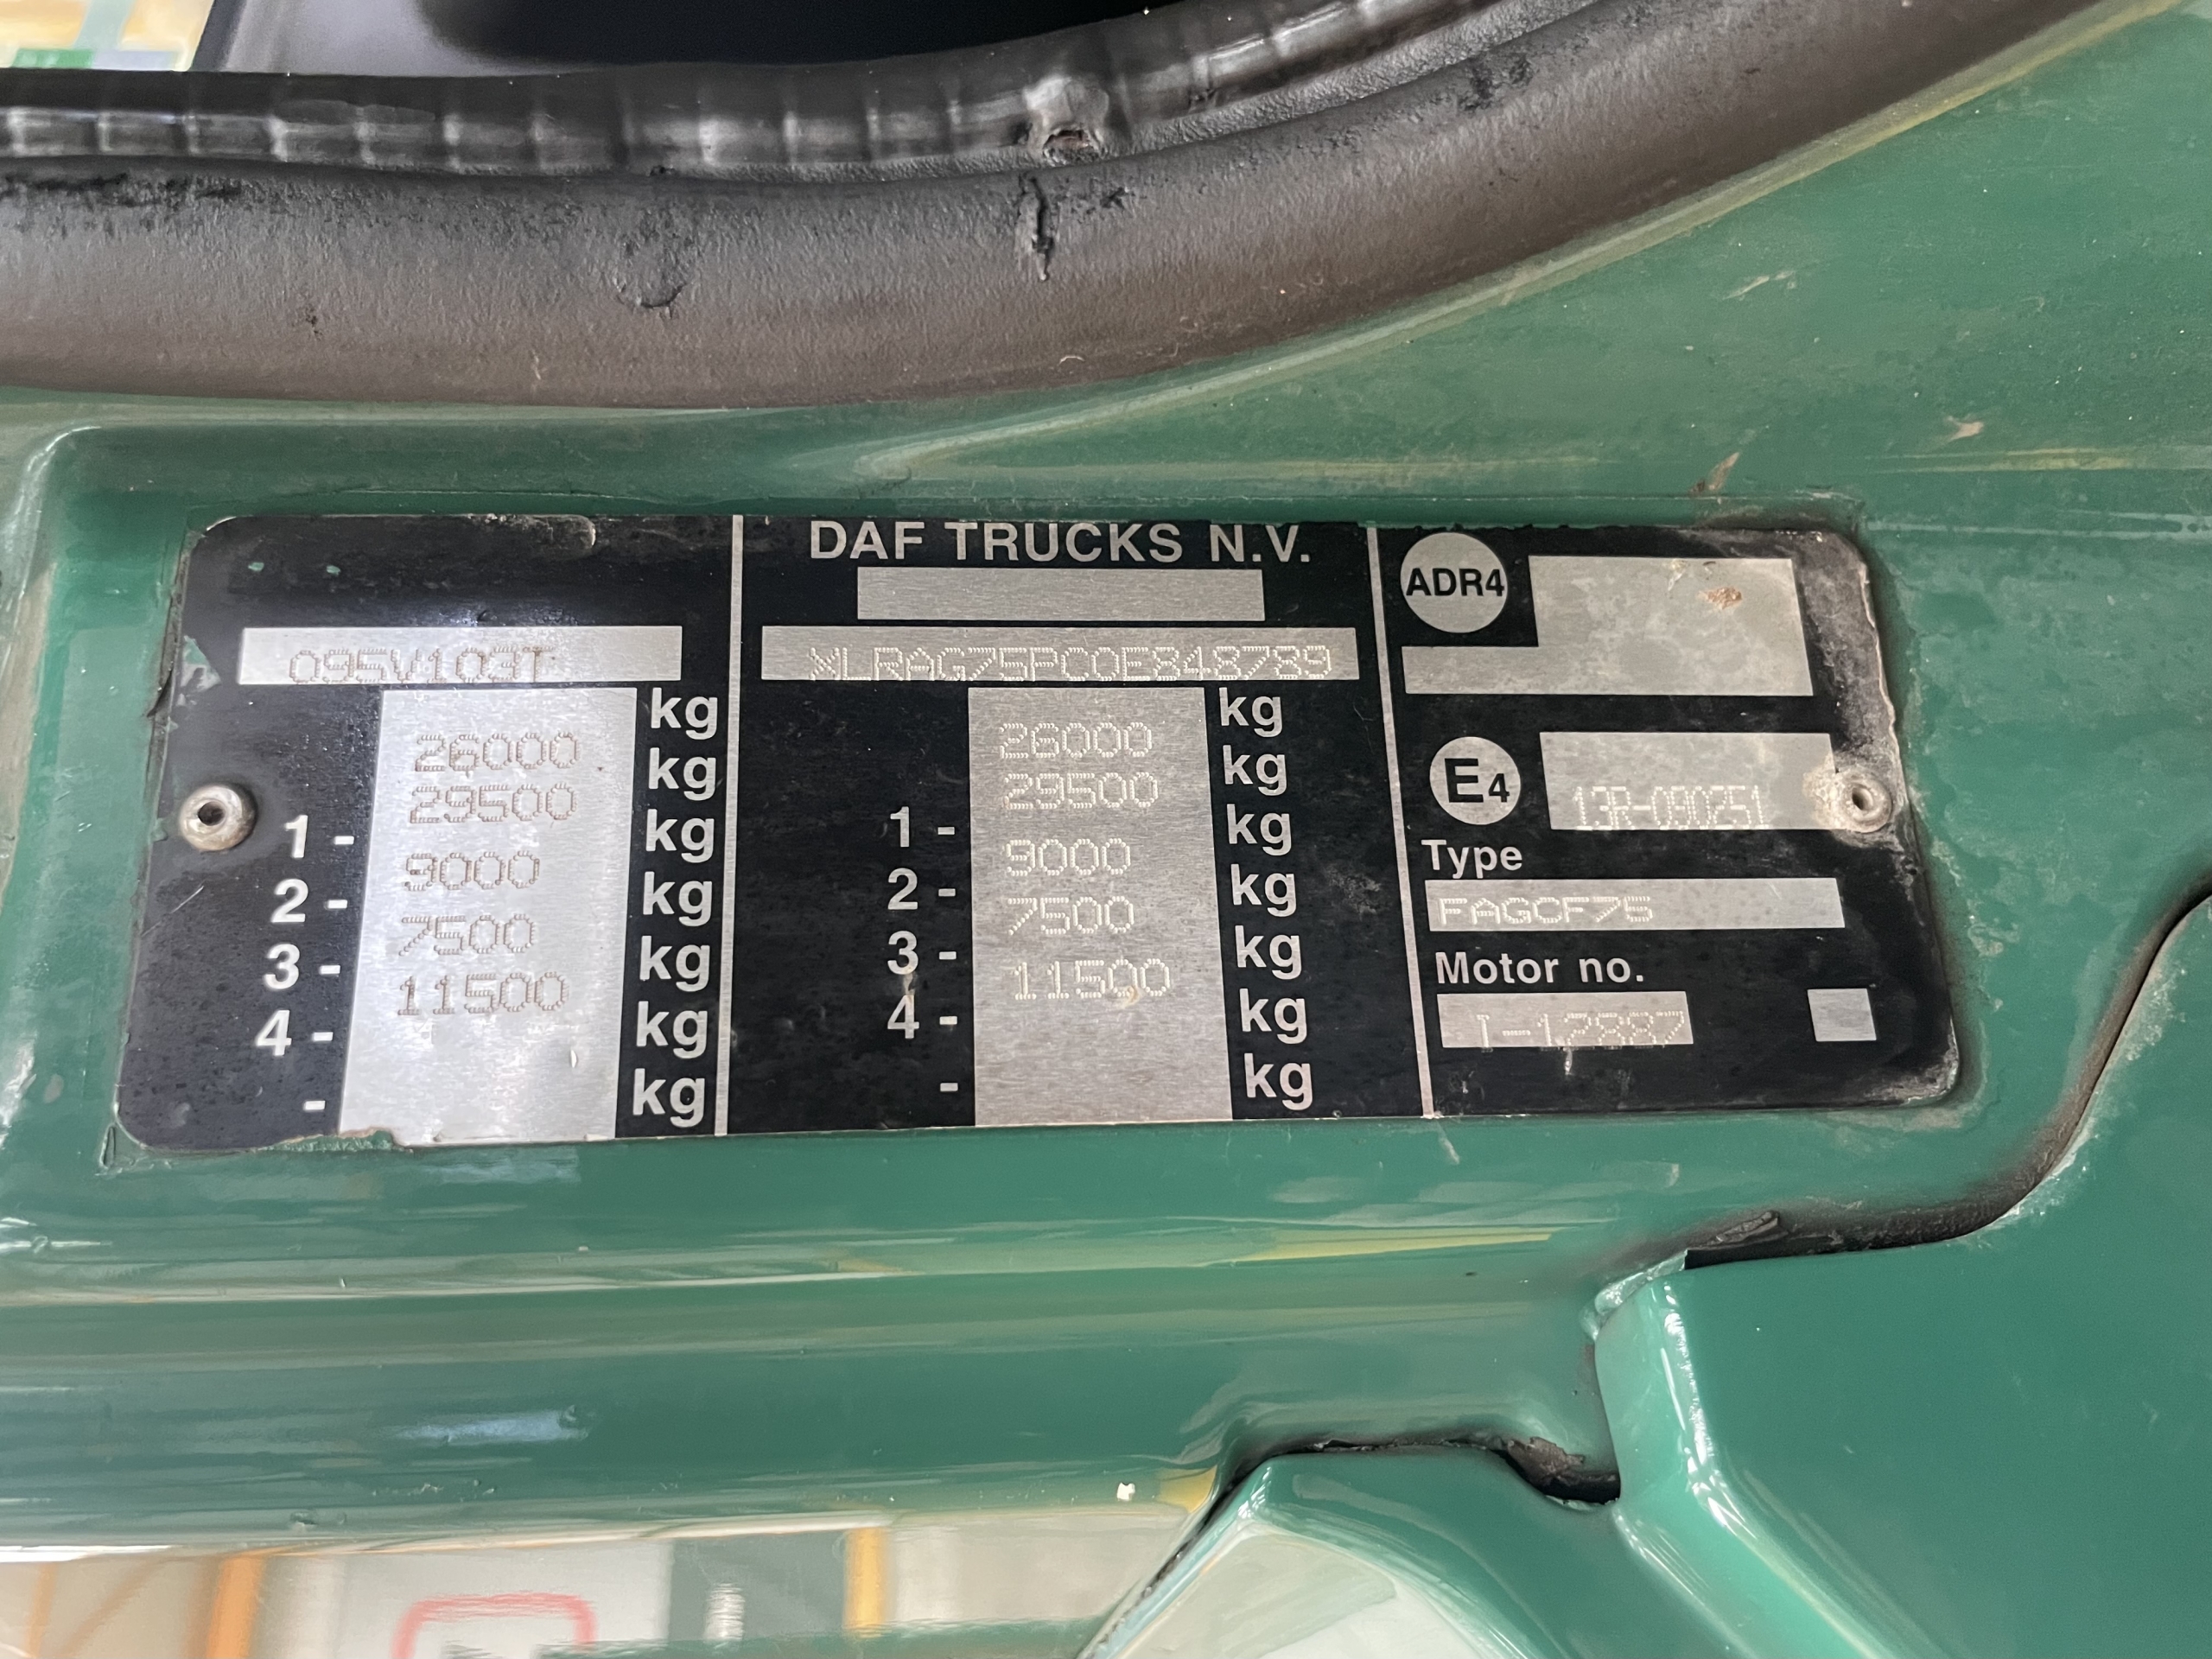 DAF TRUCKS N.V.
095V103T
26000 kg
29500 kg
1 - 9000 kg
2 - 7500 kg
3 - 11500 kg
4 - kg
- kg
XLRAG75PC0E848789
26000 kg
29500 kg
1 - 9000 kg
2 - 7500 kg
3 - 11500 kg
4 - kg
- kg
ADR4
E4 13R-090251
Type
FAGCF75
Motor no.
I-12887